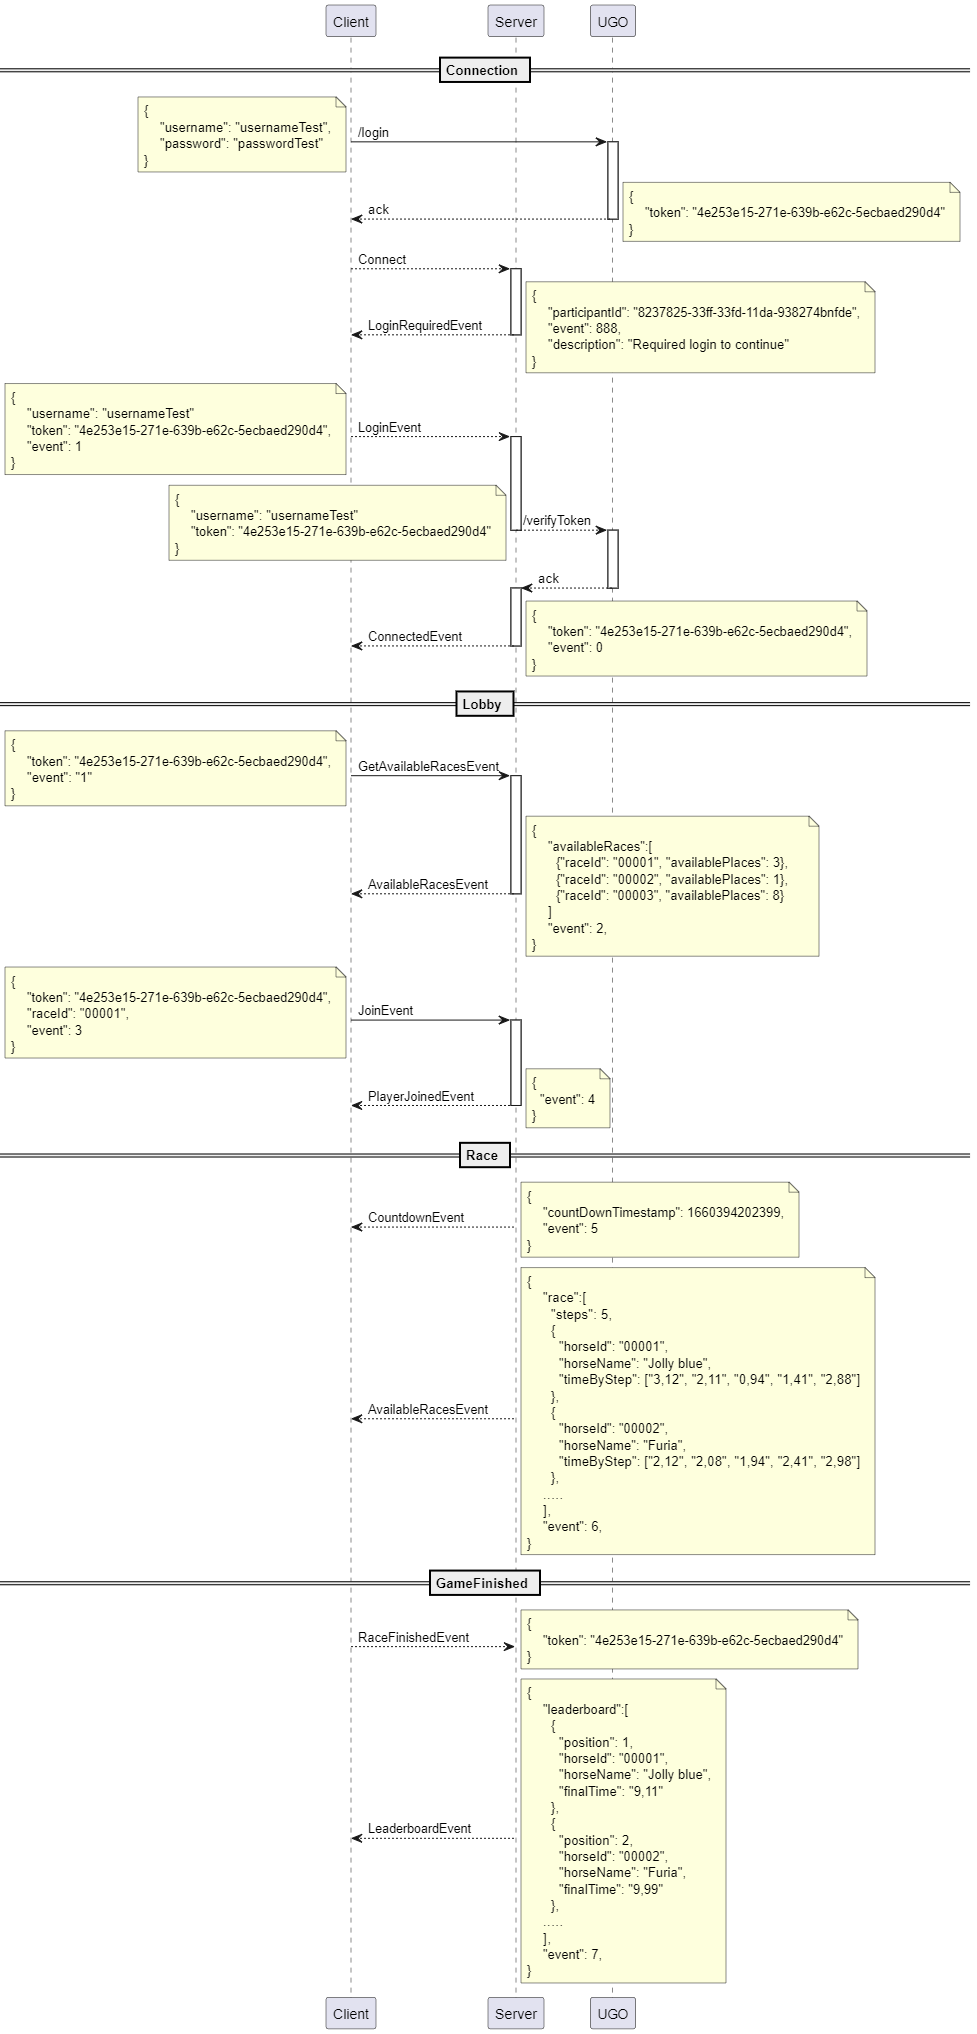 Client
Server
UGO
Connection
{
"username": "usernameTest",
"password": "passwordTest"
}
/login
{
"token": "4e253e15-271e-639b-e62c-5ecbaed290d4"
}
ack
Connect
{
"participantId": "8237825-33ff-33fd-11da-938274bnfde",
"event": 888,
"description": "Required login to continue"
}
LoginRequiredEvent
{
"username": "usernameTest"
"token": "4e253e15-271e-639b-e62c-5ecbaed290d4",
"event": 1
}
LoginEvent
{
"username": "usernameTest"
"token": "4e253e15-271e-639b-e62c-5ecbaed290d4"
}
/verifyToken
ack
{
"token": "4e253e15-271e-639b-e62c-5ecbaed290d4",
"event": 0
}
ConnectedEvent
Lobby
{
"token": "4e253e15-271e-639b-e62c-5ecbaed290d4",
"event": "1"
}
GetAvailableRacesEvent
{
"availableRaces":[
{"raceId": "00001", "availablePlaces": 3},
{"raceId": "00002", "availablePlaces": 1},
{"raceId": "00003", "availablePlaces": 8}
]
"event": 2,
}
AvailableRacesEvent
{
"token": "4e253e15-271e-639b-e62c-5ecbaed290d4",
"raceId": "00001",
"event": 3
}
JoinEvent
{
"event": 4
}
PlayerJoinedEvent
Race
{
"countDownTimestamp": 1660394202399,
"event": 5
}
CountdownEvent
{
"race":[
"steps": 5,
{
"horseId": "00001",
"horseName": "Jolly blue",
"timeByStep": ["3,12", "2,11", "0,94", "1,41", "2,88"]
},
{
"horseId": "00002",
"horseName": "Furia",
"timeByStep": ["2,12", "2,08", "1,94", "2,41", "2,98"]
},
.....
],
"event": 6,
}
AvailableRacesEvent
GameFinished
{
"token": "4e253e15-271e-639b-e62c-5ecbaed290d4"
}
RaceFinishedEvent
{
"leaderboard":[
{
"position": 1,
"horseId": "00001",
"horseName": "Jolly blue",
"finalTime": "9,11"
},
{
"position": 2,
"horseId": "00002",
"horseName": "Furia",
"finalTime": "9,99"
},
.....
],
"event": 7,
}
LeaderboardEvent
Client
Server
UGO